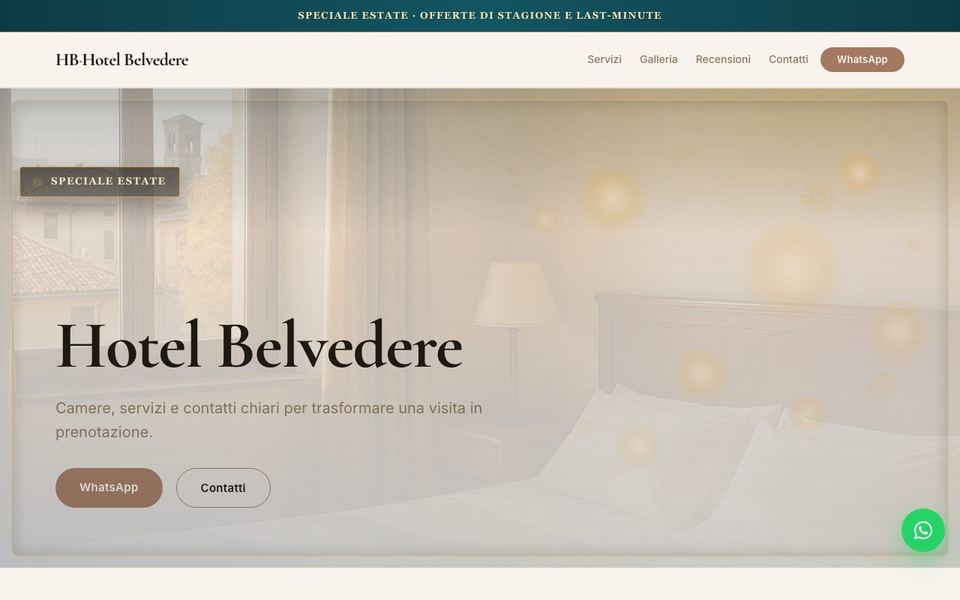 SPECIALE ESTATE · OFFERTE DI STAGIONE E LAST-MINUTE
HB·Hotel Belvedere
Servizi
Galleria
Recensioni
Contatti
WhatsApp
SPECIALE ESTATE
Hotel Belvedere
Camere, servizi e contatti chiari per trasformare una visita in
prenotazione.
WhatsApp
Contatti